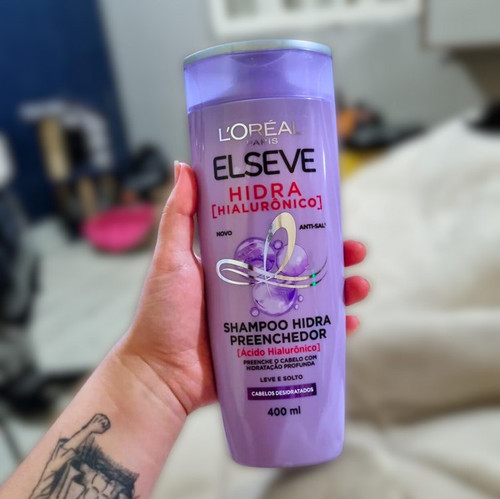 L'ORÉAL
PARIS
ELSEVE
HIDRA
[HIALURÔNICO]
NOVO
ANTI-SAL*
SHAMPOO HIDRA
PREENCHEDOR
[Ácido Hialurônico]
PREENCHE O CABELO COM
HIDRATAÇÃO PROFUNDA
LEVE E SOLTO
CABELOS DESIDRATADOS
400 ml